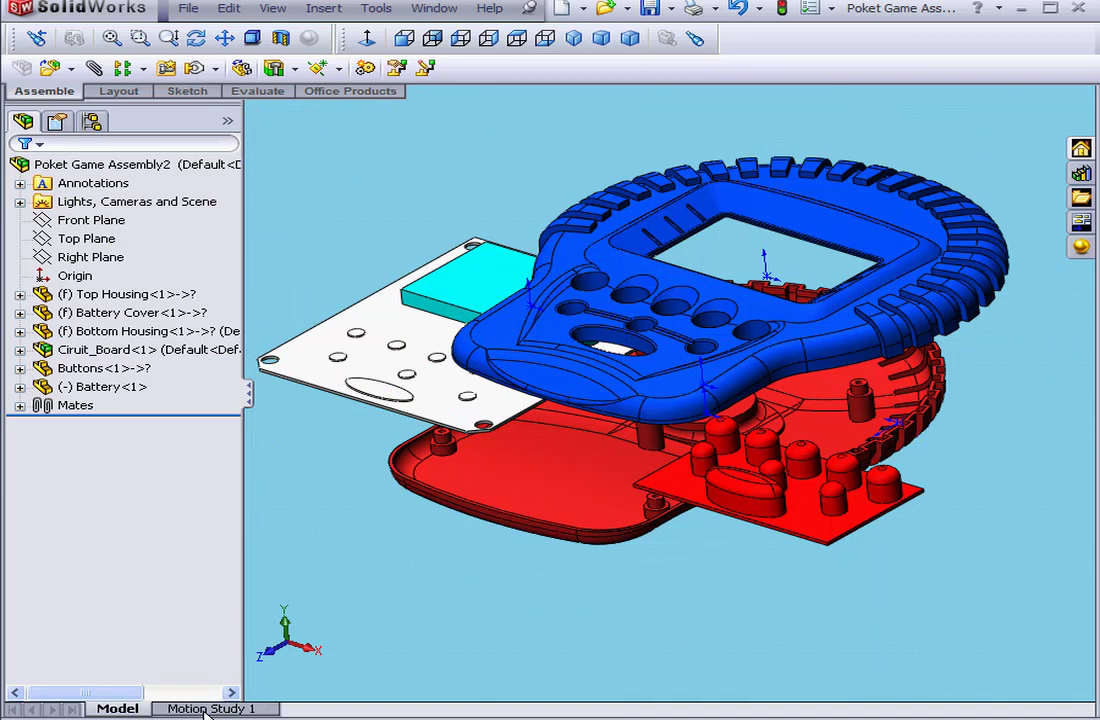 SolidWorks File Edit View Insert Tools Window Help Poket Game Ass... ?
Assemble Layout Sketch Evaluate Office Products
»
Poket Game Assembly2 (Default<D
Annotations
Lights, Cameras and Scene
Front Plane
Top Plane
Right Plane
Origin
(f) Top Housing<1>->?
(f) Battery Cover<1>->?
(f) Bottom Housing<1>->? (De
Ciruit_Board<1> (Default<Def
Buttons<1>->?
(-) Battery<1>
Mates
Y
Z X
Model Motion Study 1